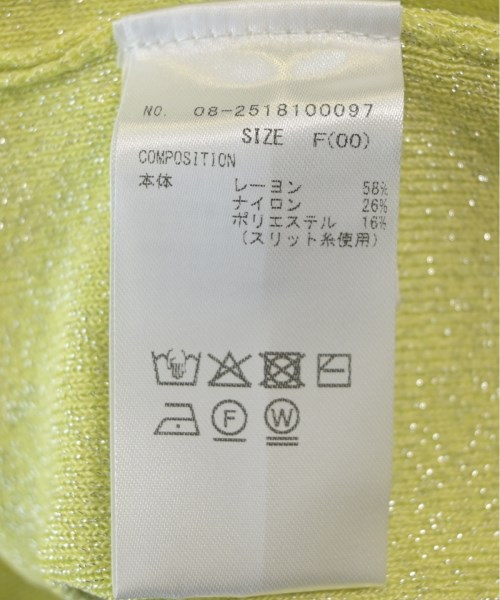 NO. 08-2518100097
SIZE F(00)
COMPOSITION
本体 レーヨン 58%
ナイロン 26%
ポリエステル 16%
(スリット糸使用)
F W